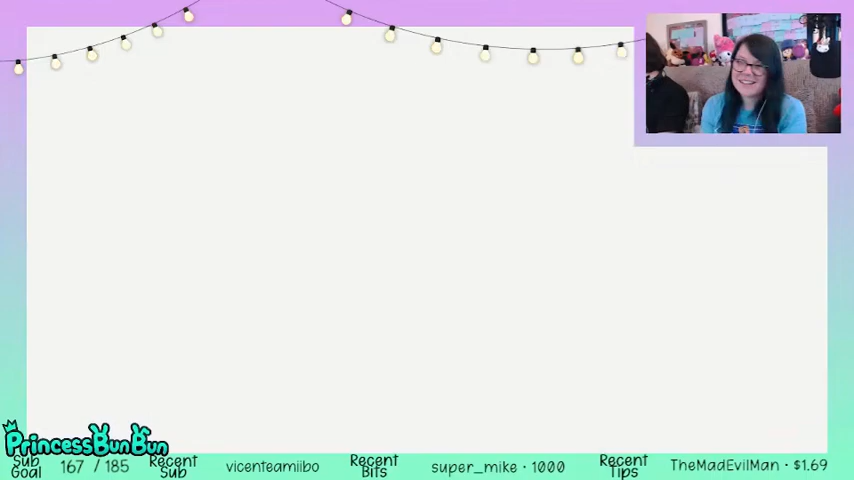 PrincessBunBun
Sub Goal 167 / 185 Recent Sub vicenteamiibo Recent Bits super_mike · 1000 Recent Tips TheMadEvilMan · $1.69